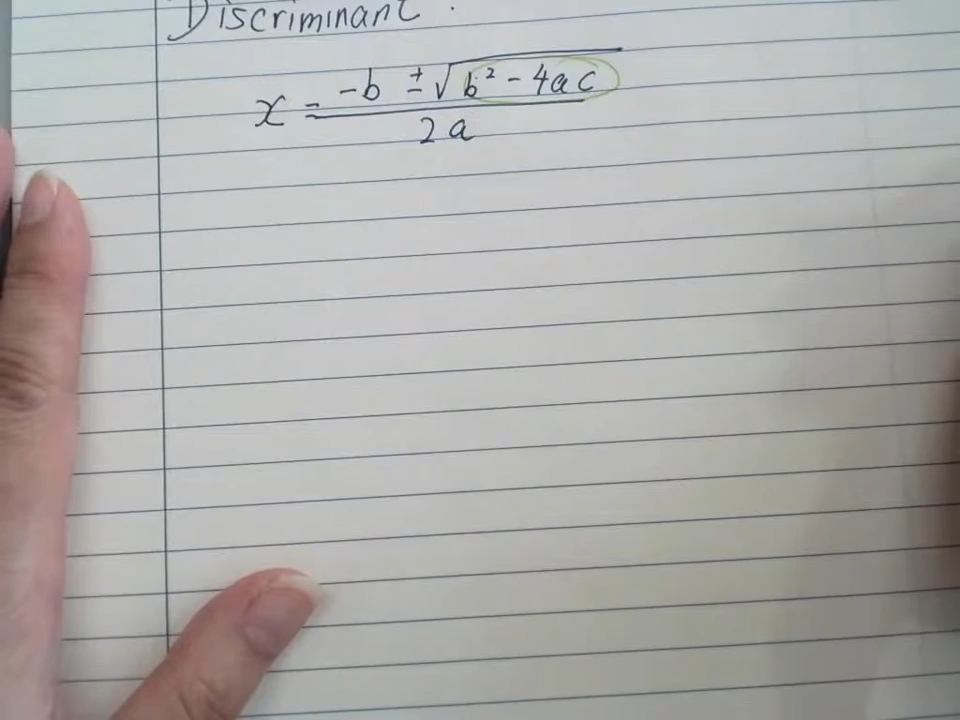 Discriminant.
x = -b ± √b² - 4ac
2a